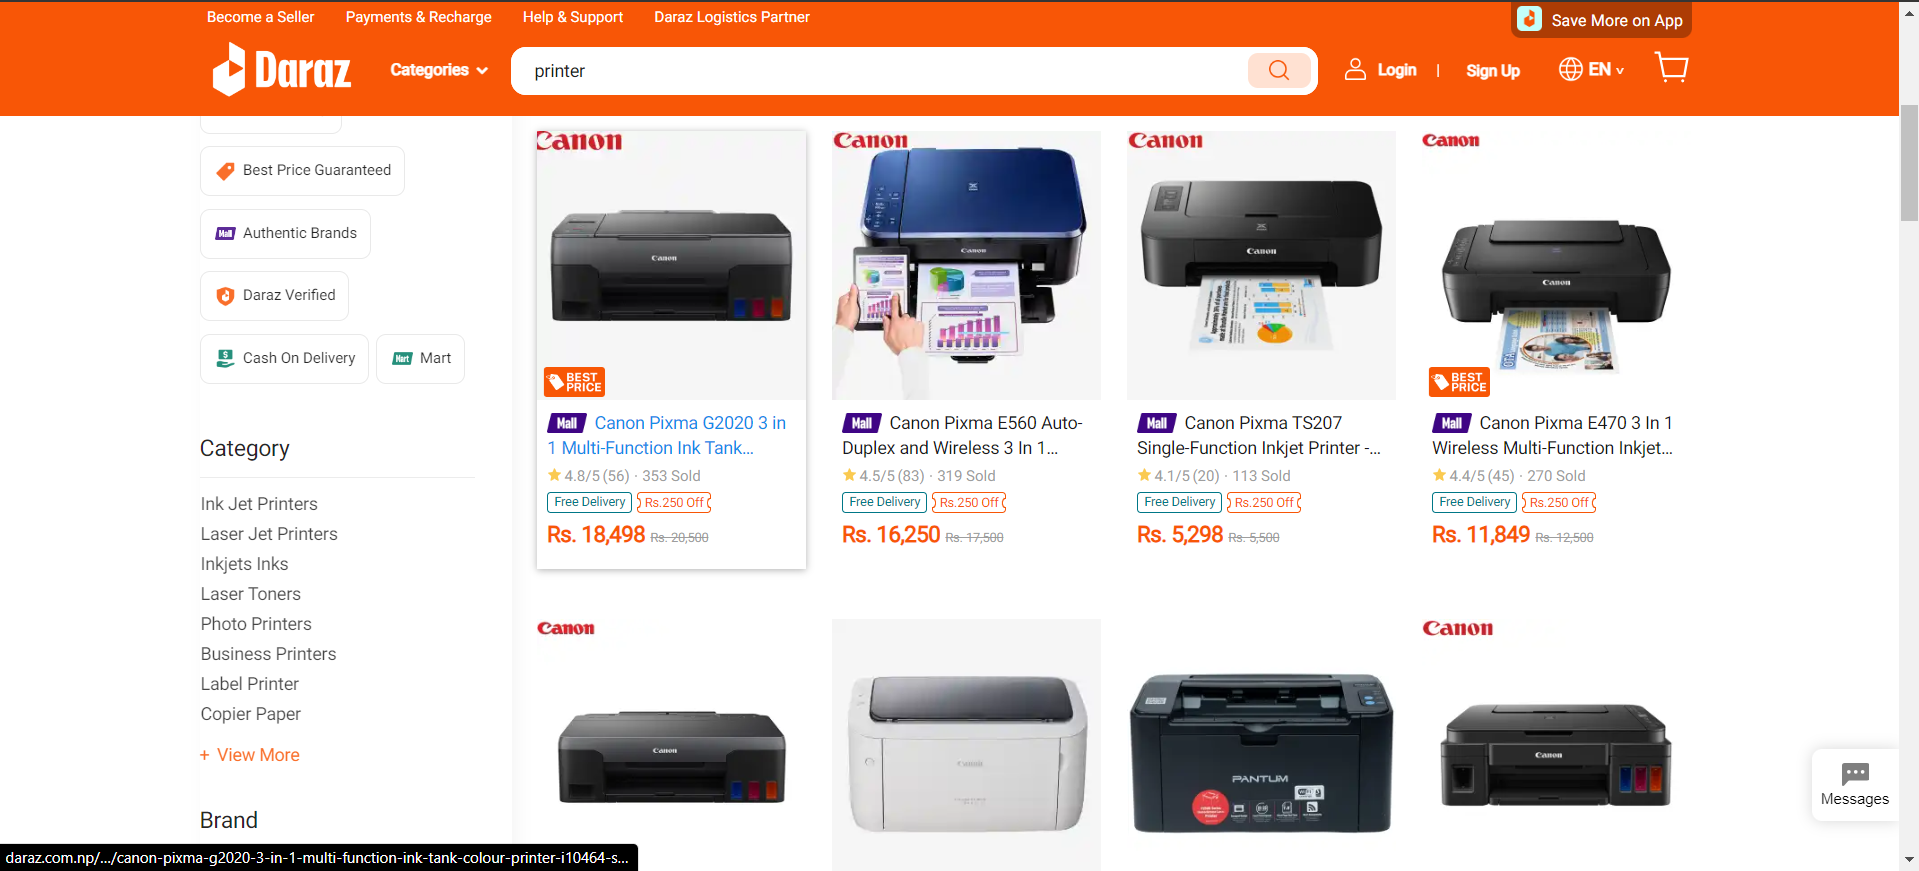 Become a Seller
Payments & Recharge
Help & Support
Daraz Logistics Partner
Save More on App
Daraz
Categories
printer
Login
|
Sign Up
EN
Best Price Guaranteed
Mall Authentic Brands
Daraz Verified
Cash On Delivery
Mart Mart
Category
Ink Jet Printers
Laser Jet Printers
Inkjets Inks
Laser Toners
Photo Printers
Business Printers
Label Printer
Copier Paper
+ View More
Brand
Canon
Canon
BEST
PRICE
Mall Canon Pixma G2020 3 in
1 Multi-Function Ink Tank...
4.8/5 (56) · 353 Sold
Free Delivery Rs.250 Off
Rs. 18,498 Rs. 20,500
Canon
Canon
Mall Canon Pixma E560 Auto-
Duplex and Wireless 3 In 1...
4.5/5 (83) · 319 Sold
Free Delivery Rs.250 Off
Rs. 16,250 Rs. 17,500
Canon
Canon
Mall Canon Pixma TS207
Single-Function Inkjet Printer -...
4.1/5 (20) · 113 Sold
Free Delivery Rs.250 Off
Rs. 5,298 Rs. 5,500
Canon
Canon
BEST
PRICE
Mall Canon Pixma E470 3 In 1
Wireless Multi-Function Inkjet...
4.4/5 (45) · 270 Sold
Free Delivery Rs.250 Off
Rs. 11,849 Rs. 12,500
Canon
Canon
Canon
PANTUM
Canon
Canon
Messages
daraz.com.np/.../canon-pixma-g2020-3-in-1-multi-function-ink-tank-colour-printer-i10464-s...